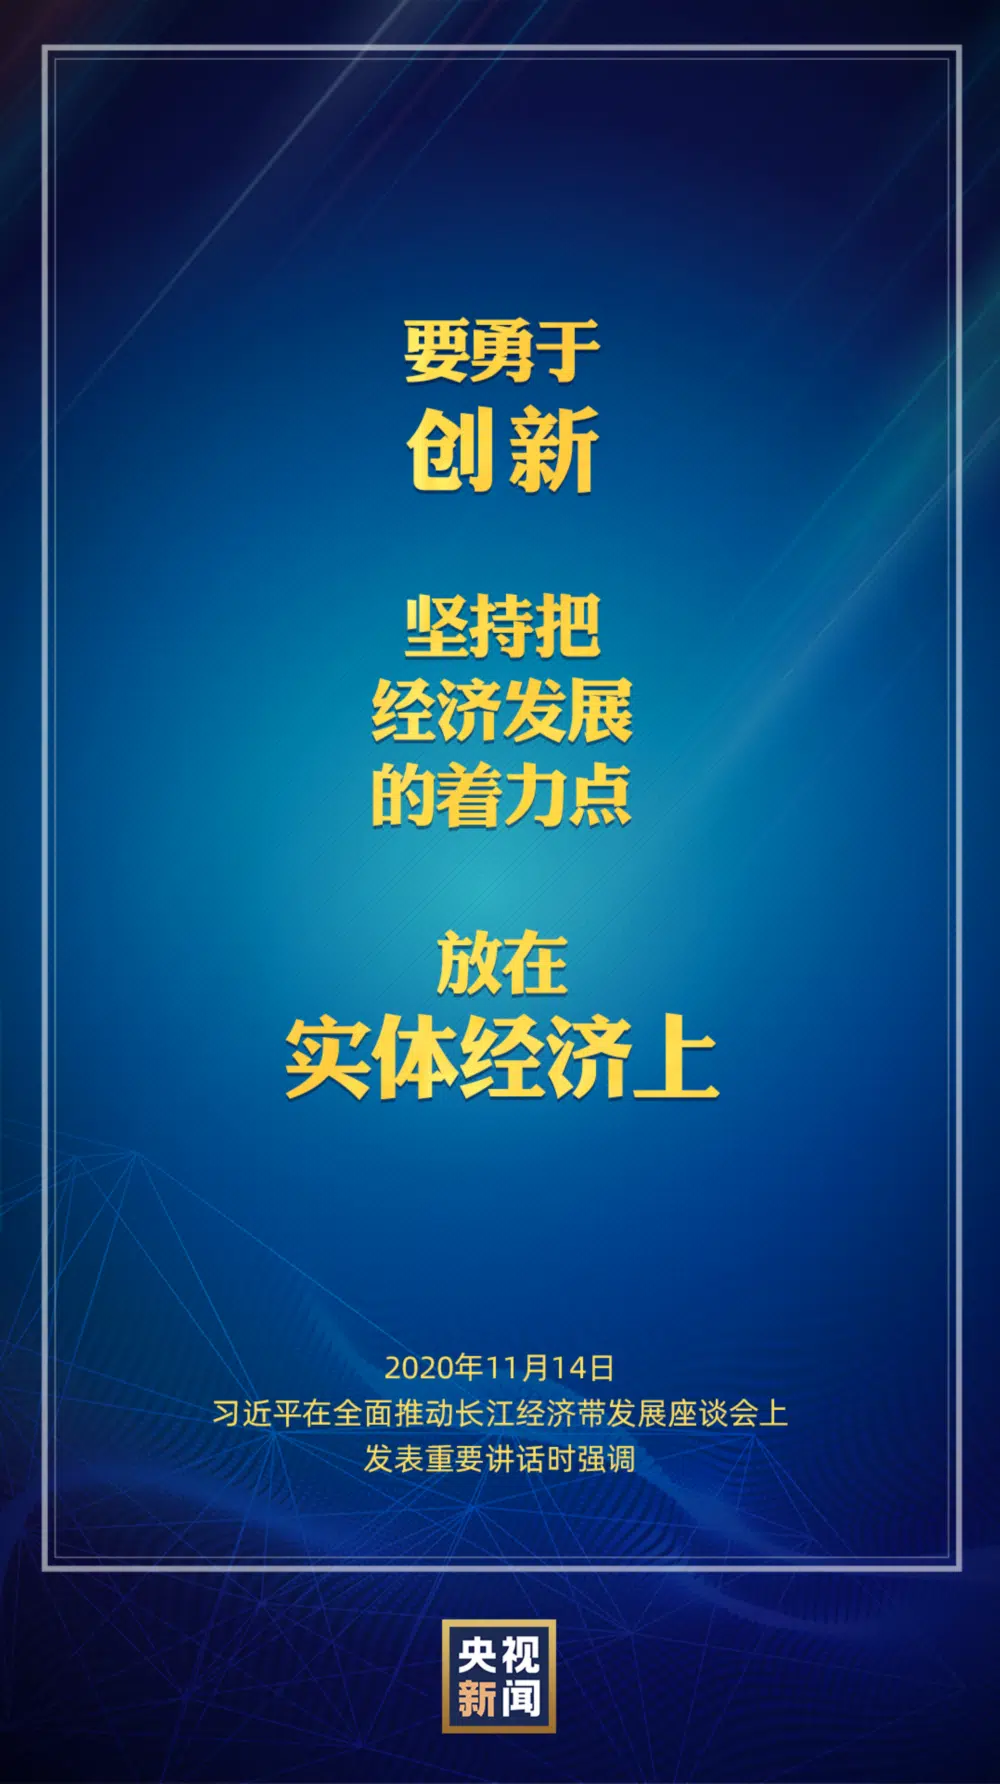 要勇于
创新
坚持把
经济发展
的着力点
放在
实体经济上
2020年11月14日
习近平在全面推动长江经济带发展座谈会上
发表重要讲话时强调
央视
新闻